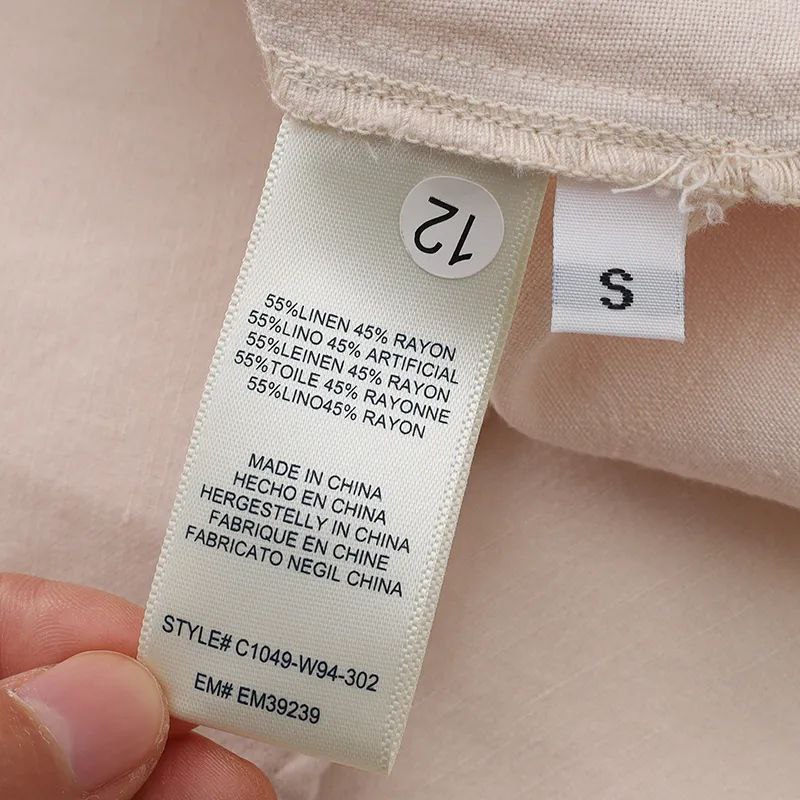 12
S
55%LINEN 45% RAYON
55%LINO 45% ARTIFICIAL
55%LEINEN 45% RAYON
55%TOILE 45% RAYONNE
55%LINO45% RAYON
MADE IN CHINA
HECHO EN CHINA
HERGESTELLY IN CHINA
FABRIQUE EN CHINE
FABRICATO NEGIL CHINA
STYLE# C1049-W94-302
EM# EM39239